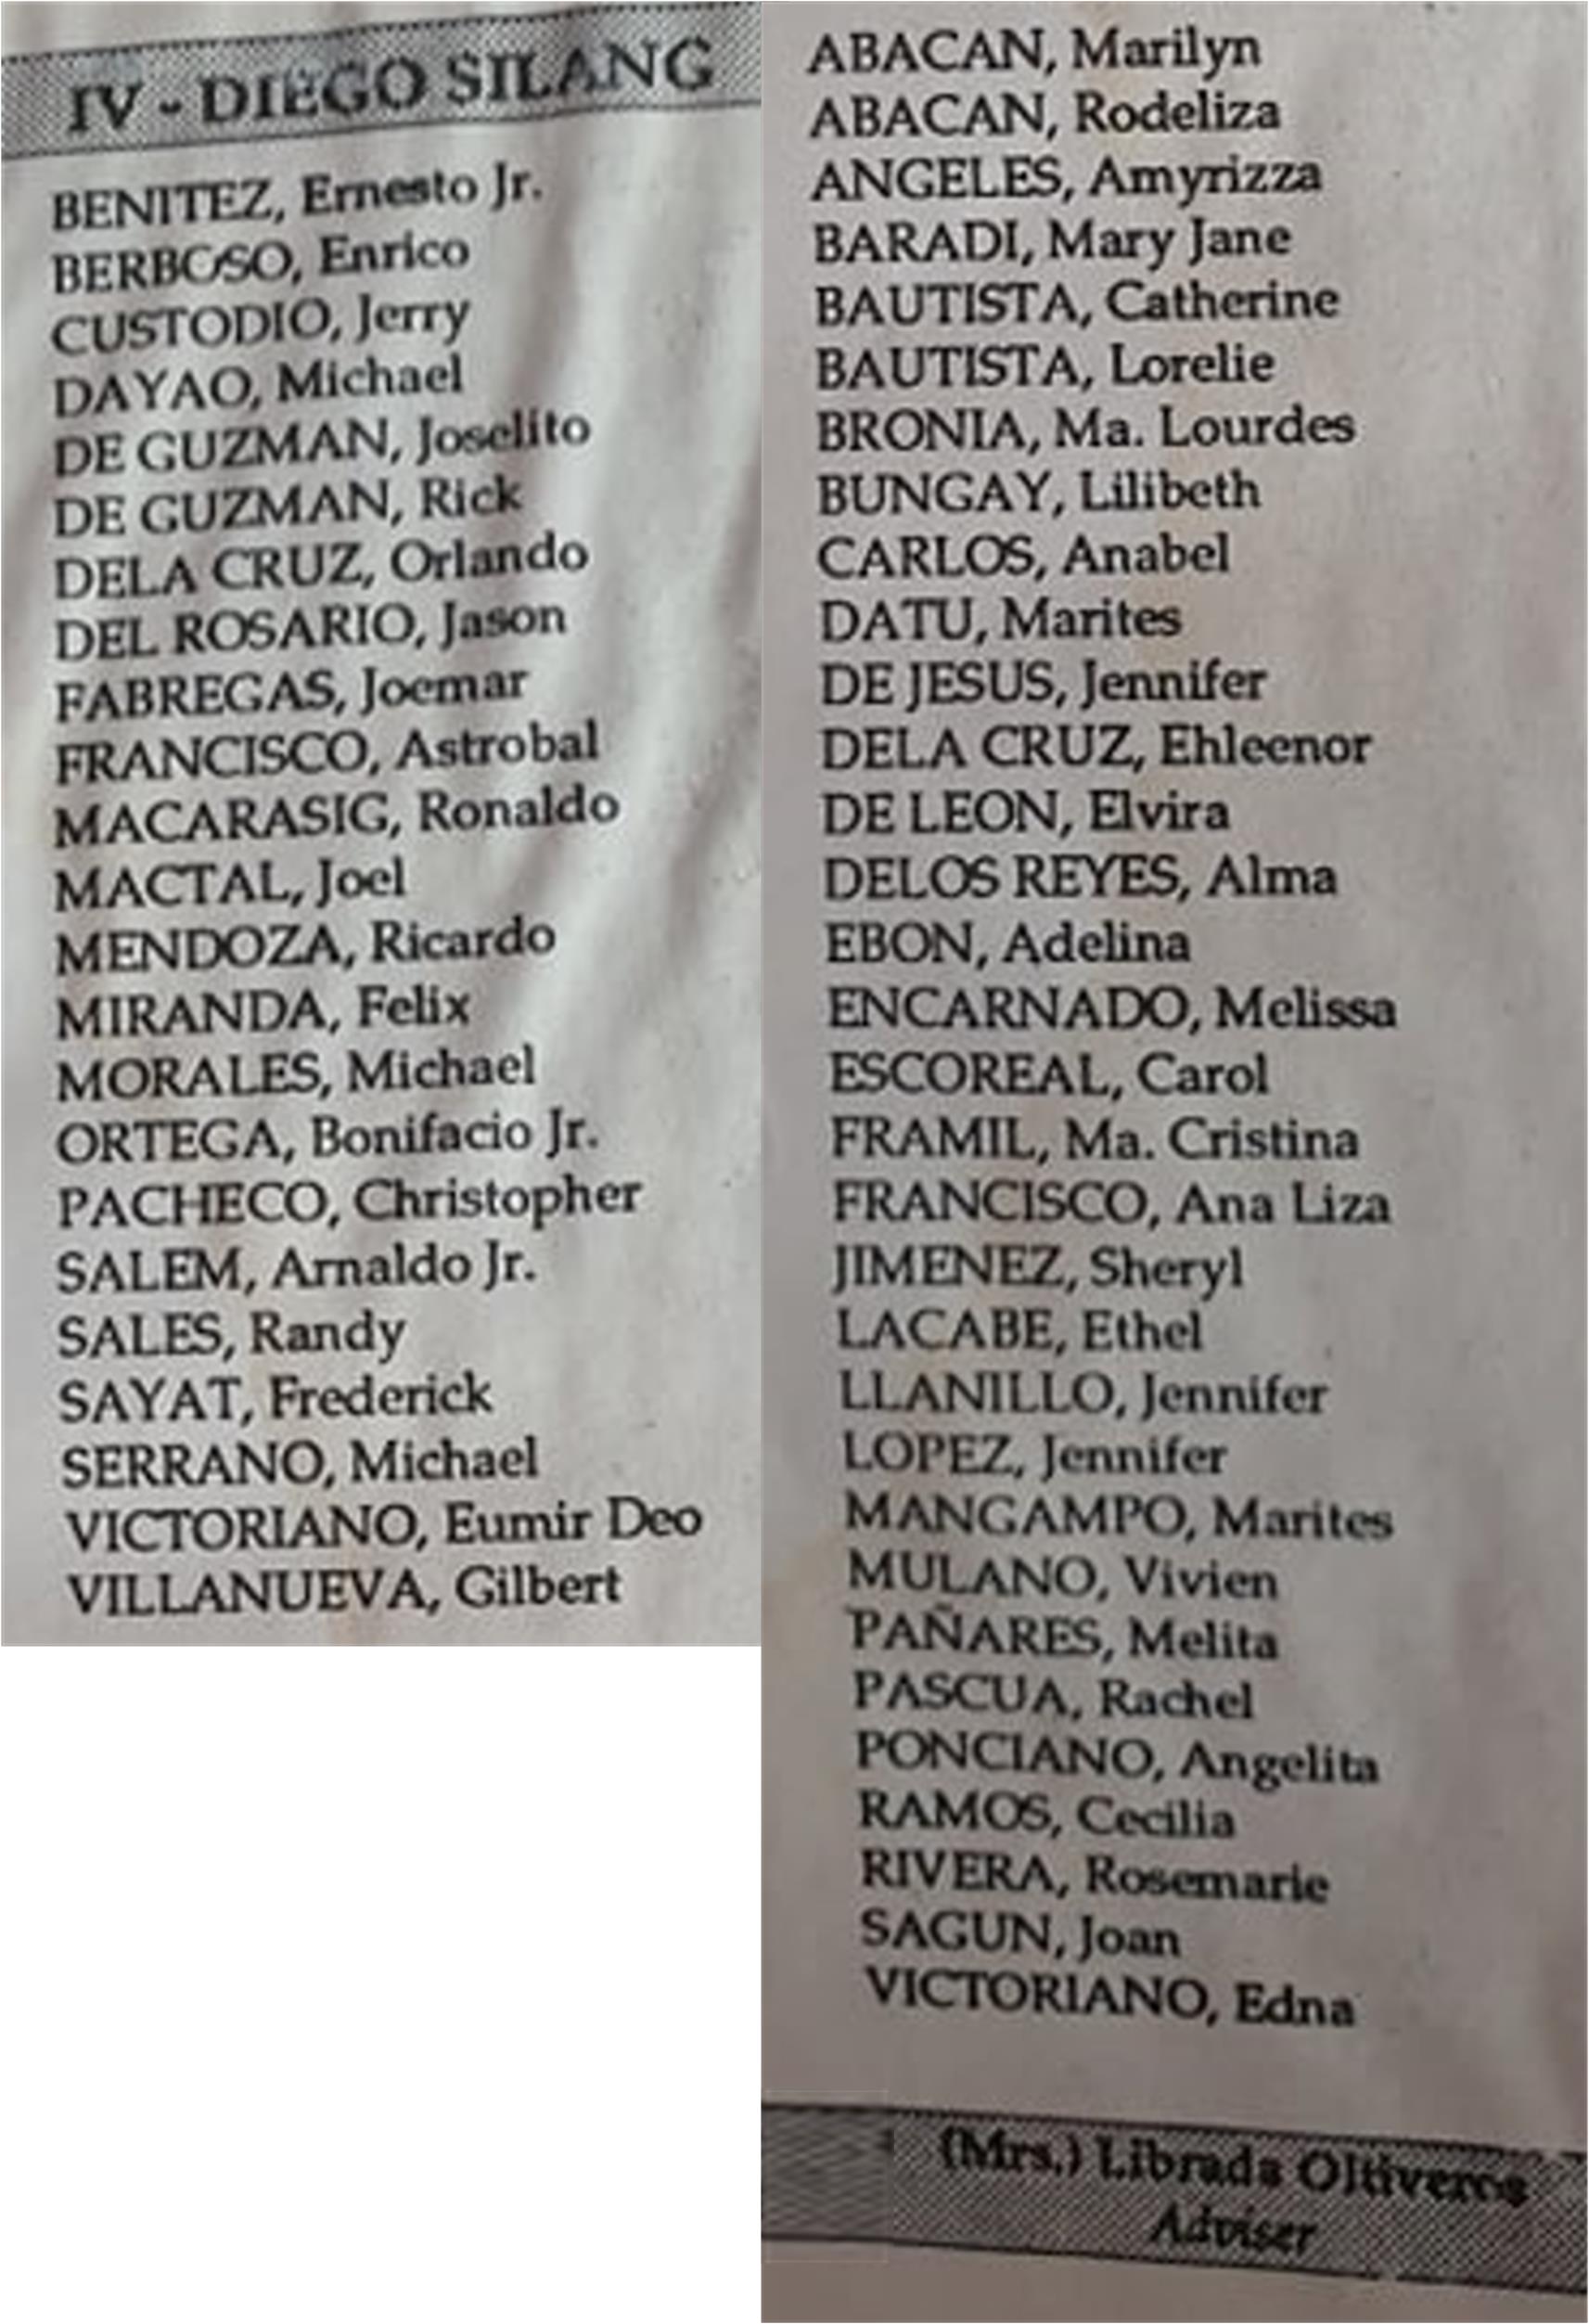 IV - DIEGO SILANG
BENITEZ, Ernesto Jr.
BERBOSO, Enrico
CUSTODIO, Jerry
DAYAO, Michael
DE GUZMAN, Joselito
DE GUZMAN, Rick
DELA CRUZ, Orlando
DEL ROSARIO, Jason
FABREGAS, Joemar
FRANCISCO, Astrobal
MACARASIG, Ronaldo
MACTAL, Joel
MENDOZA, Ricardo
MIRANDA, Felix
MORALES, Michael
ORTEGA, Bonifacio Jr.
PACHECO, Christopher
SALEM, Arnaldo Jr.
SALES, Randy
SAYAT, Frederick
SERRANO, Michael
VICTORIANO, Eumir Deo
VILLANUEVA, Gilbert
ABACAN, Marilyn
ABACAN, Rodeliza
ANGELES, Amyrizza
BARADI, Mary Jane
BAUTISTA, Catherine
BAUTISTA, Lorelie
BRONIA, Ma. Lourdes
BUNGAY, Lilibeth
CARLOS, Anabel
DATU, Marites
DE JESUS, Jennifer
DELA CRUZ, Ehleenor
DE LEON, Elvira
DELOS REYES, Alma
EBON, Adelina
ENCARNADO, Melissa
ESCOREAL, Carol
FRAMIL, Ma. Cristina
FRANCISCO, Ana Liza
JIMENEZ, Sheryl
LACABE, Ethel
LLANILLO, Jennifer
LOPEZ, Jennifer
MANGAMPO, Marites
MULANO, Vivien
PAÑARES, Melita
PASCUA, Rachel
PONCIANO, Angelita
RAMOS, Cecilia
RIVERA, Rosemarie
SAGUN, Joan
VICTORIANO, Edna
(Mrs.) Librada Oltiveros
Adviser